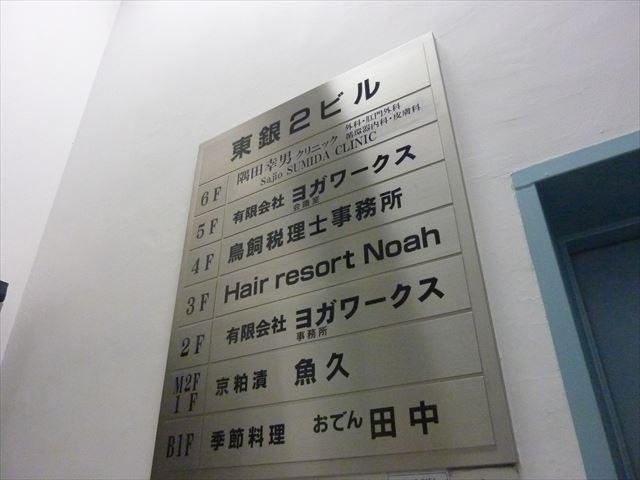 東銀2ビル
6F 隅田幸男クリニック 外科・肛門外科 循環器内科・皮膚科
Sajio SUMIDA CLINIC
5F 有限会社 ヨガワークス
会議室
4F 鳥飼税理士事務所
3F Hair resort Noah
2F 有限会社 ヨガワークス
事務所
M2F 1F 京粕漬 魚久
B1F 季節料理 おでん 田中